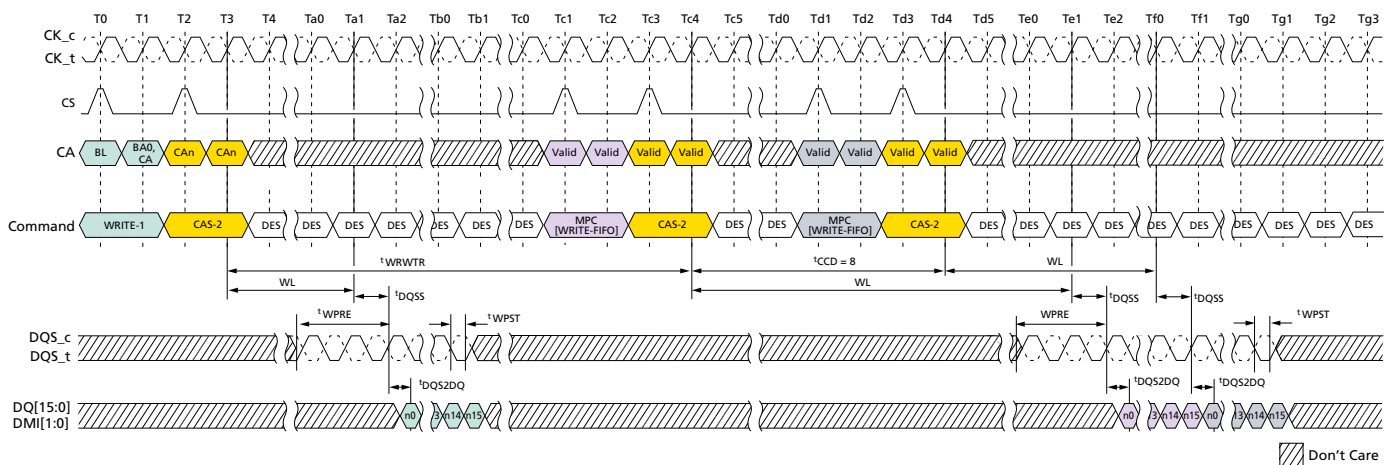 T0 T1 T2 T3 T4 Ta0 Ta1 Ta2 Tb0 Tb1 Tc0 Tc1 Tc2 Tc3 Tc4 Tc5 Td0 Td1 Td2 Td3 Td4 Td5 Te0 Te1 Te2 Tf0 Tf1 Tg0 Tg1 Tg2 Tg3
CK_c
CK_t
CS
CA BL BA0, CA CAn CAn Valid Valid Valid Valid Valid Valid Valid Valid
Command WRITE-1 CAS-2 DES DES DES DES DES DES DES MPC [WRITE-FIFO] CAS-2 DES DES MPC [WRITE-FIFO] CAS-2 DES DES DES DES DES DES DES DES DES DES
tWRWTR tCCD = 8 WL
WL WL
tDQSS tDQSS tDQSS
tWPRE tWPST WPRE tWPST
DQS_c
DQS_t
tDQS2DQ tDQS2DQ tDQS2DQ
DQ[15:0]
DMI[1:0]
n0 3 n14 n15 n0 3 n14 n15 n0 13 n14 n15
Don't Care